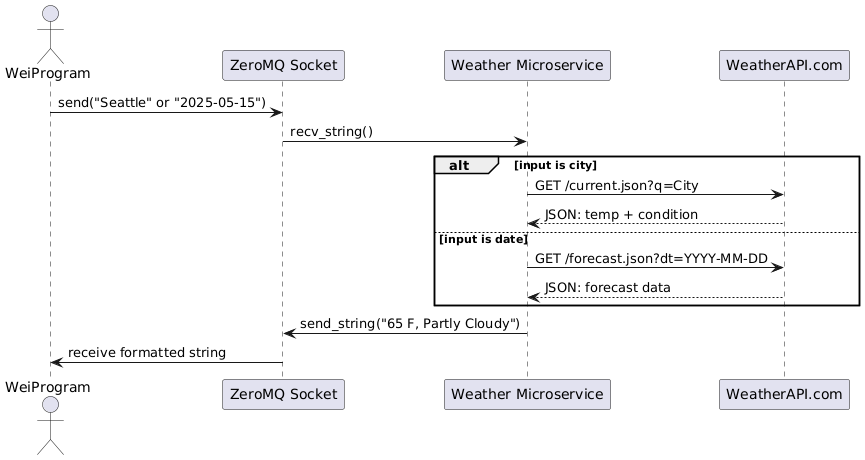 WeiProgram
ZeroMQ Socket
Weather Microservice
WeatherAPI.com
send("Seattle" or "2025-05-15")
recv_string()
alt
[input is city]
GET /current.json?q=City
JSON: temp + condition
[input is date]
GET /forecast.json?dt=YYYY-MM-DD
JSON: forecast data
send_string("65 F, Partly Cloudy")
receive formatted string
WeiProgram
ZeroMQ Socket
Weather Microservice
WeatherAPI.com